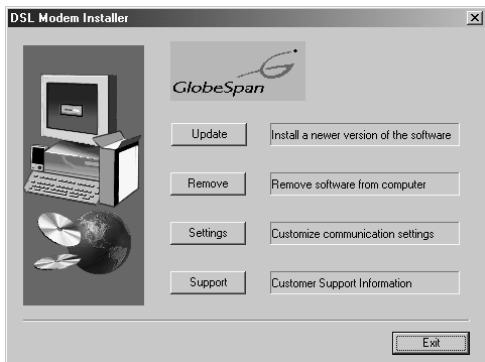 DSL Modem Installer
GlobeSpan
Update
Install a newer version of the software
Remove
Remove software from computer
Settings
Customize communication settings
Support
Customer Support Information
Exit